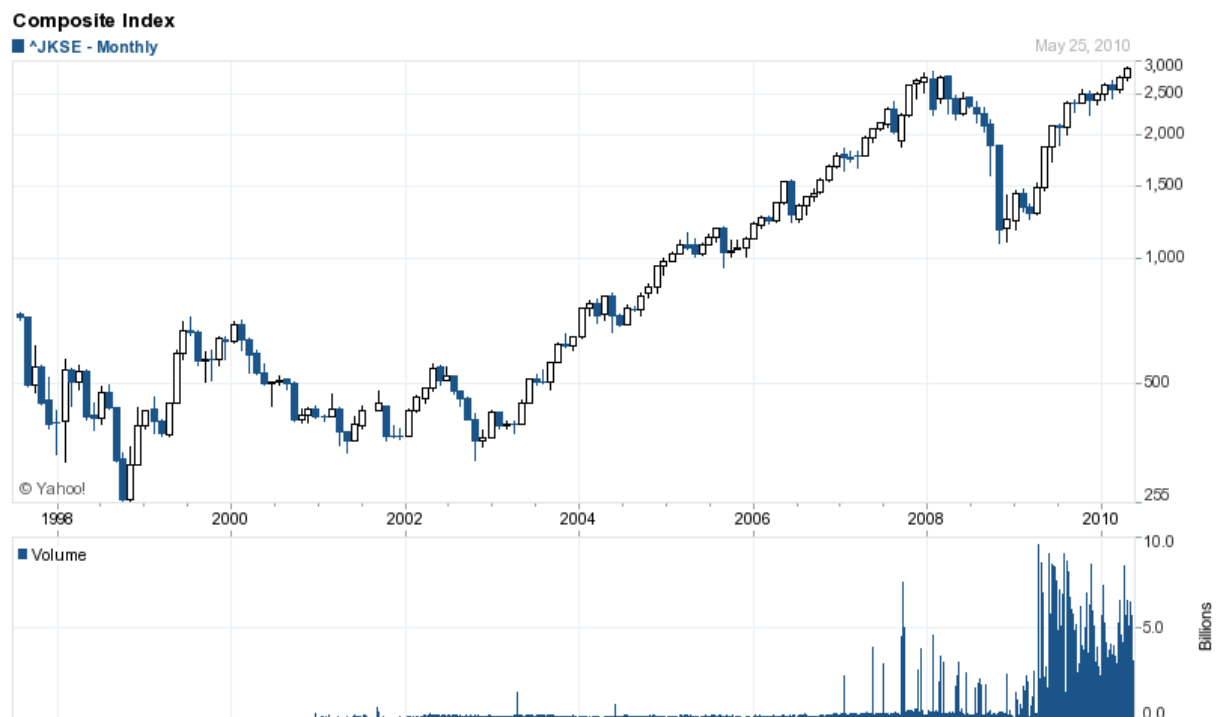 Composite Index
^JKSE - Monthly
May 25, 2010
3,000
2,500
2,000
1,500
1,000
500
255
© Yahoo!
1998 2000 2002 2004 2006 2008 2010
Volume
10.0
5.0
0.0
Billions